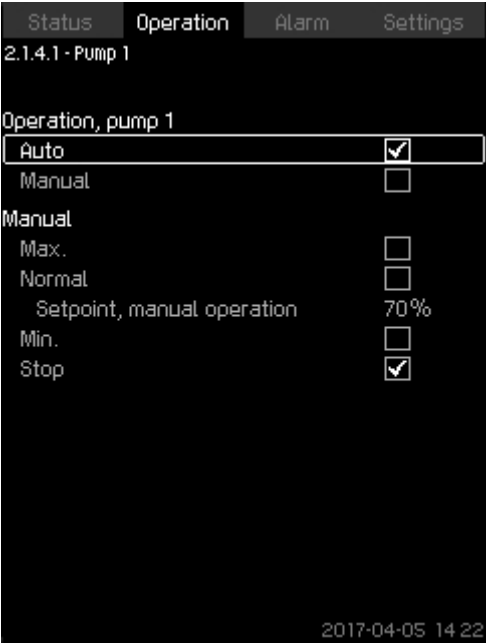 Status Operation Alarm Settings
2.1.4.1 - Pump 1
Operation, pump 1
Auto
Manual
Manual
Max.
Normal
Setpoint, manual operation 70%
Min.
Stop
2017-04-05 14:22